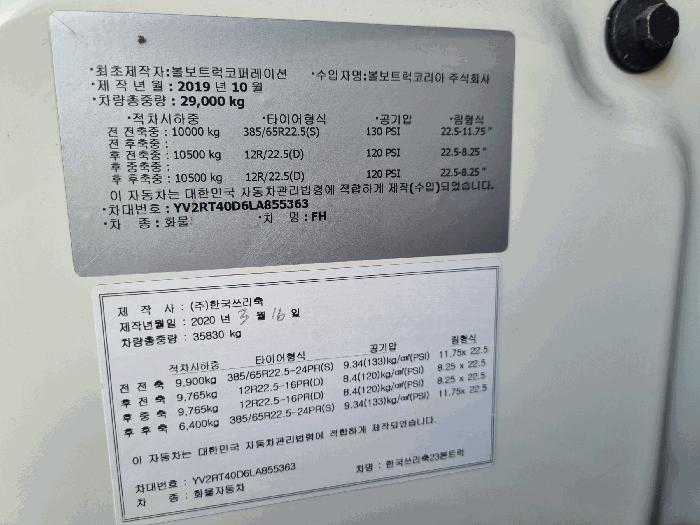 ·최초제작자:볼보트럭코퍼레이션 ·수입자명:볼보트럭코리아 주식회사
·제 작 년 월 : 2019 년 10 월
·차량총중량 : 29,000 kg
·적차시하중 ·타이어형식 ·공기압 ·림형식
전 전축중 : 10000 kg 385/65R22.5(S) 130 PSI 22.5-11.75 "
전 후축중 :
후 전축중 : 10500 kg 12R/22.5(D) 120 PSI 22.5-8.25 "
후 중축중 :
후 후축중 : 10500 kg 12R/22.5(D) 120 PSI 22.5-8.25 "
이 자동차는 대한민국 자동차관리법령에 적합하게 제작(수입)되었습니다.
·차대번호 : YV2RT40D6LA855363
·차 종 : 화물 ·차 명 : FH
제 작 사 : (주)한국쓰리축
제작년월일 : 2020 년 3 월 16 일
차량총중량 : 35830 kg
적차시하중 타이어형식 공기압 림형식
전 전 축 9,900kg 385/65R22.5-24PR(S) 9.34(133)kg/㎠(PSI) 11.75x 22.5
후 전 축 9,765kg 12R22.5-16PR(D) 8.4(120)kg/㎠(PSI) 8.25 x 22.5
후 중 축 9,765kg 12R22.5-16PR(D) 8.4(120)kg/㎠(PSI) 8.25 x 22.5
후 후 축 6,400kg 385/65R22.5-24PR(S) 9.34(133)kg/㎠(PSI) 11.75x 22.5
이 자동차는 대한민국 자동차관리법령에 적합하게 제작되었습니다.
차대번호 : YV2RT40D6LA855363 차명 : 한국쓰리축23톤트럭
차 종 : 화물자동차